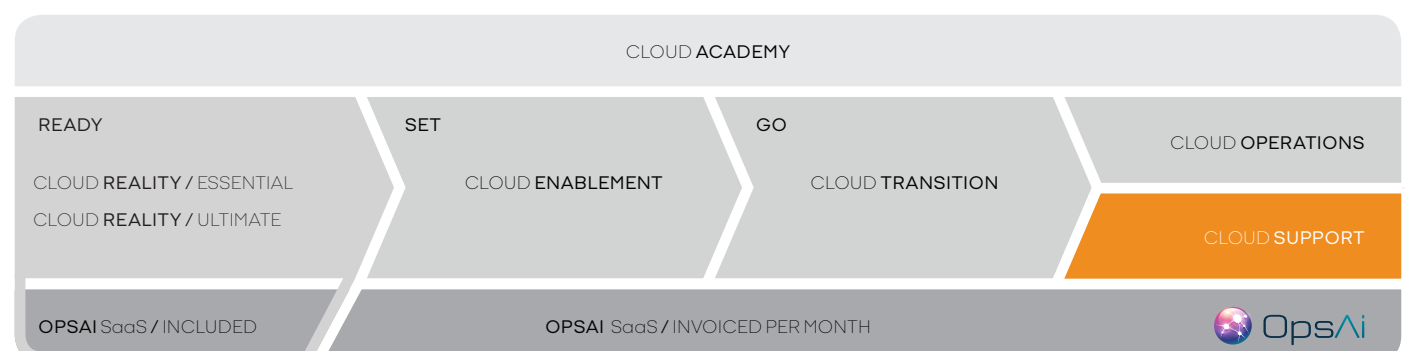 CLOUD ACADEMY
READY
CLOUD REALITY / ESSENTIAL
CLOUD REALITY / ULTIMATE
SET
CLOUD ENABLEMENT
GO
CLOUD TRANSITION
CLOUD OPERATIONS
CLOUD SUPPORT
OPSAI SaaS / INCLUDED
OPSAI SaaS / INVOICED PER MONTH
OpsAi